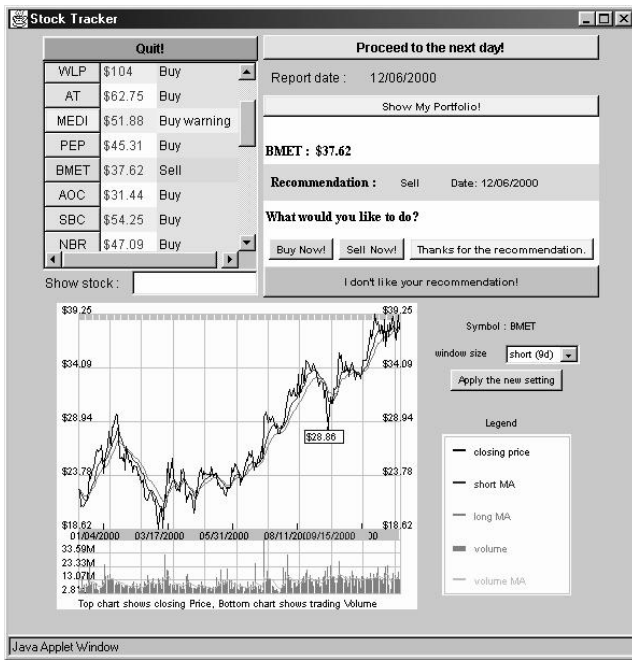 Stock Tracker
Quit!
WLP $104 Buy
AT $62.75 Buy
MEDI $51.88 Buy warning
PEP $45.31 Buy
BMET $37.62 Sell
AOC $31.44 Buy
SBC $54.25 Buy
NBR $47.09 Buy
Show stock :
Proceed to the next day!
Report date : 12/06/2000
Show My Portfolio!
BMET : $37.62
Recommendation : Sell Date: 12/06/2000
What would you like to do?
Buy Now! Sell Now! Thanks for the recommendation.
I don't like your recommendation!
$39.25 $39.25
$34.09 $34.09
$28.94 $28.94
$28.86
$23.78 $23.78
$18.62 $18.62
01/04/2000 03/17/2000 05/31/2000 08/11/2000 09/15/2000 00
33.59M
23.33M
13.07M
2.81
Top chart shows closing Price, Bottom chart shows trading Volume
Symbol : BMET
window size short (9d)
Apply the new setting
Legend
closing price
short MA
long MA
volume
volume MA
Java Applet Window